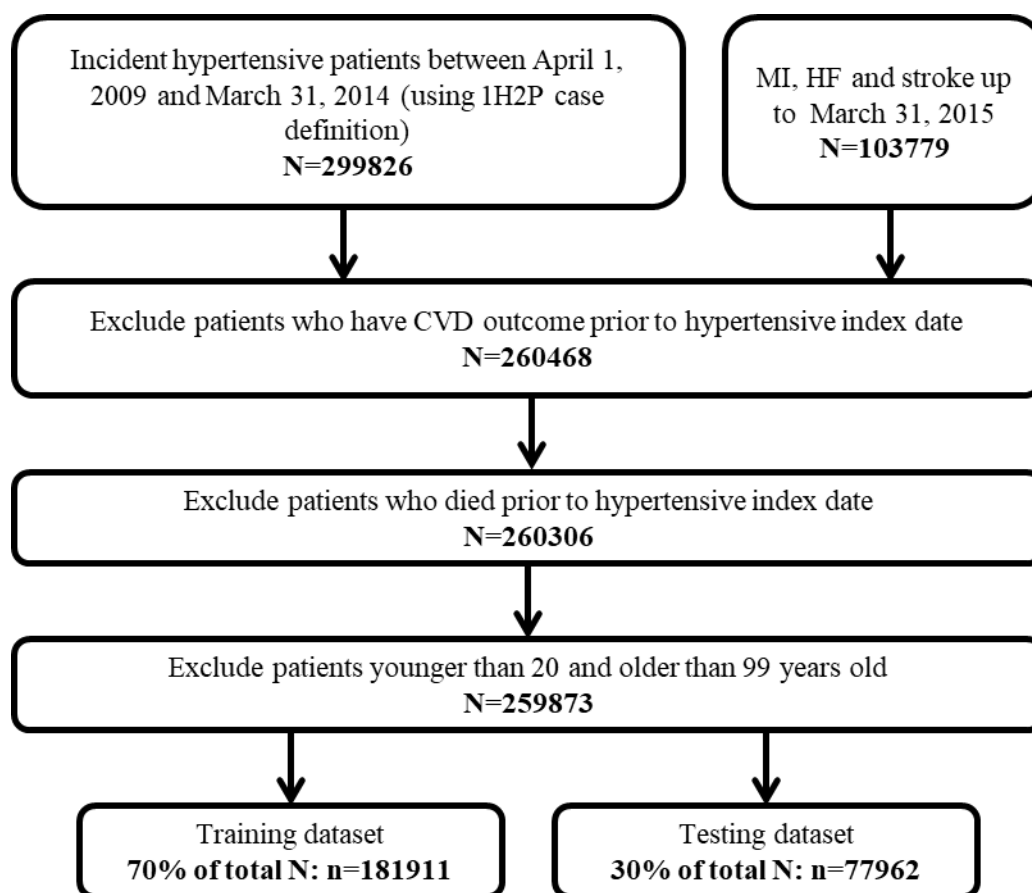 Incident hypertensive patients between April 1,
2009 and March 31, 2014 (using 1H2P case
definition)
N=299826
MI, HF and stroke up
to March 31, 2015
N=103779
Exclude patients who have CVD outcome prior to hypertensive index date
N=260468
Exclude patients who died prior to hypertensive index date
N=260306
Exclude patients younger than 20 and older than 99 years old
N=259873
Training dataset
70% of total N: n=181911
Testing dataset
30% of total N: n=77962